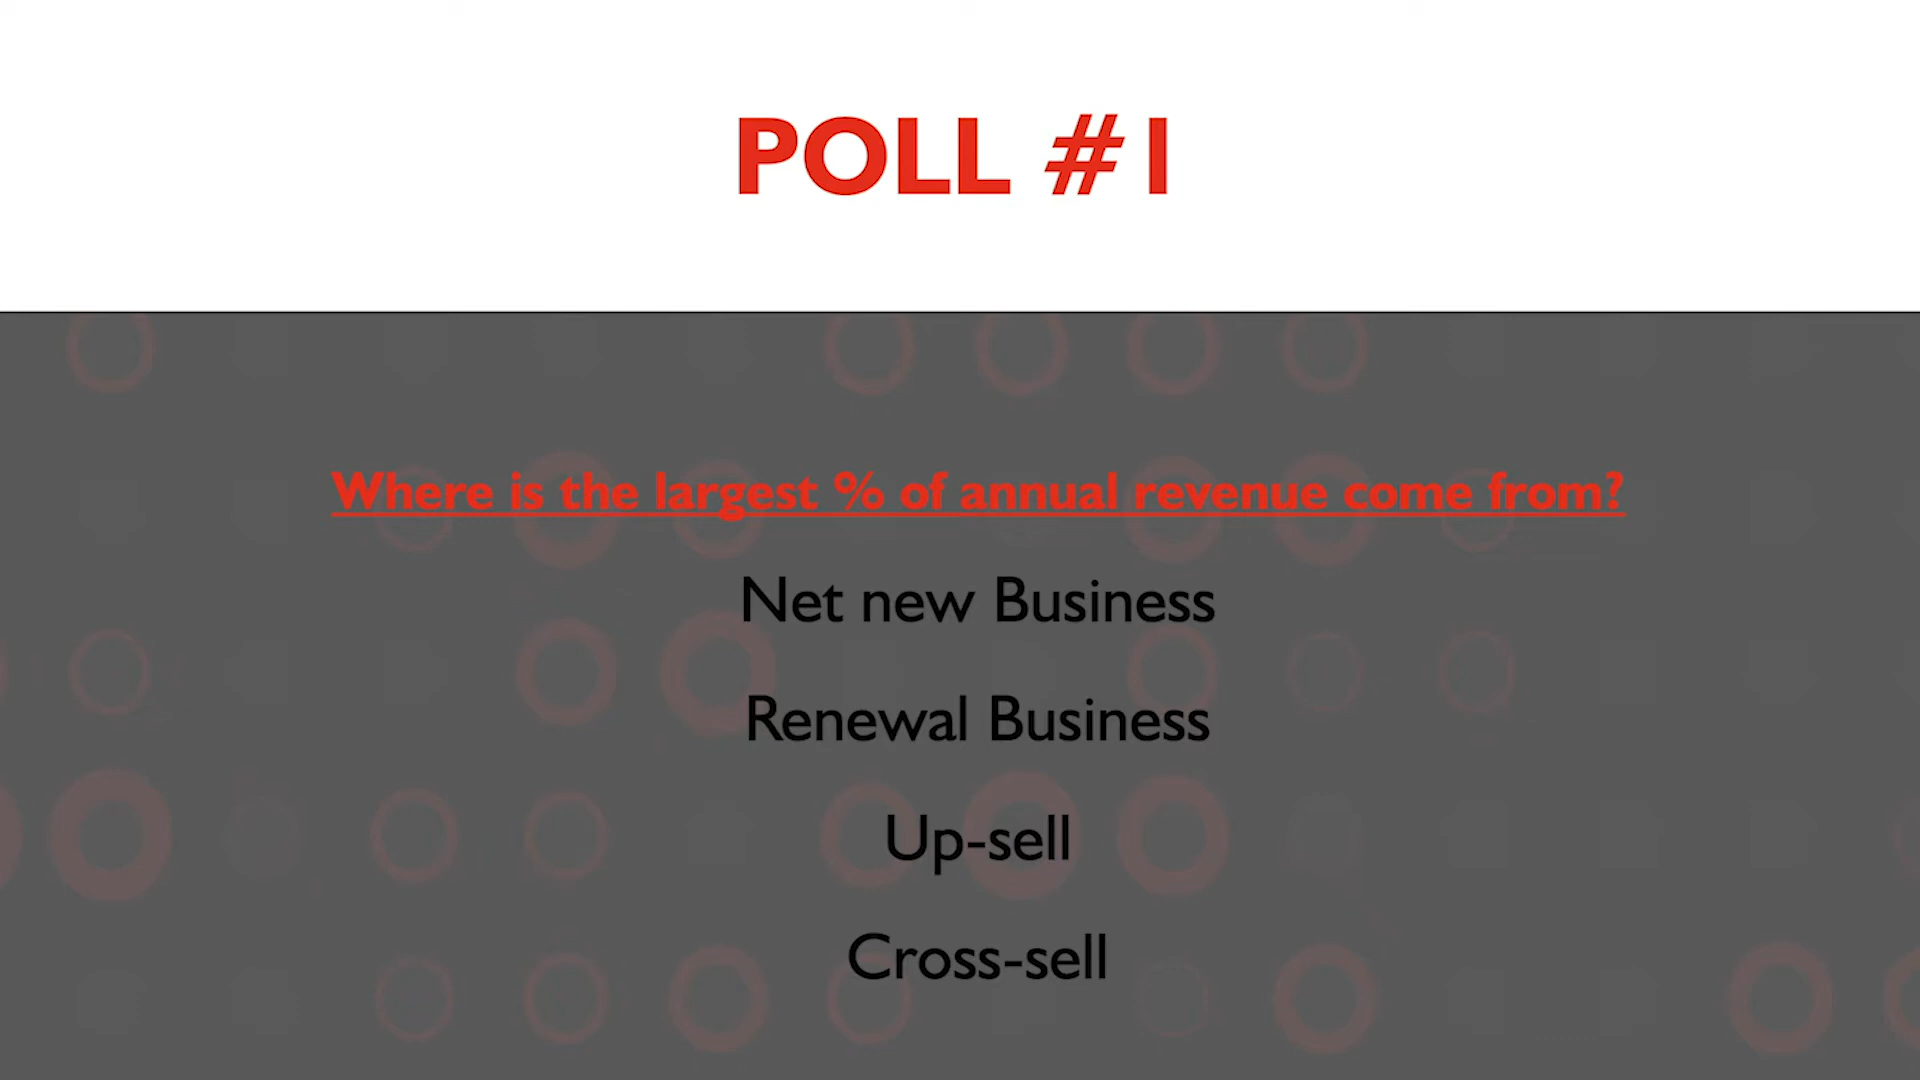 POLL #1
Where is the largest % of annual revenue come from?
Net new Business
Renewal Business
Up-sell
Cross-sell